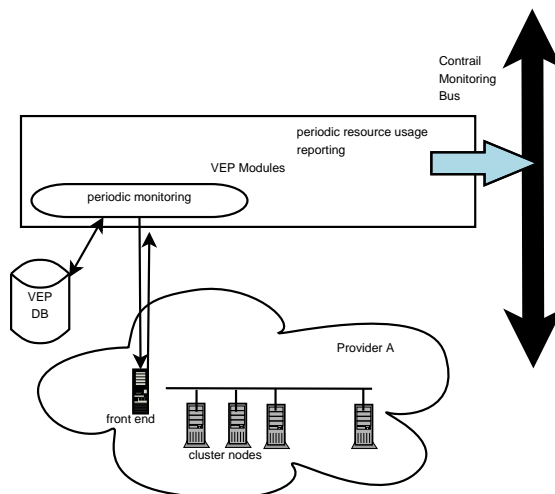 Contrail
Monitoring
Bus
periodic resource usage
reporting
VEP Modules
periodic monitoring
VEP
DB
Provider A
front end
cluster nodes